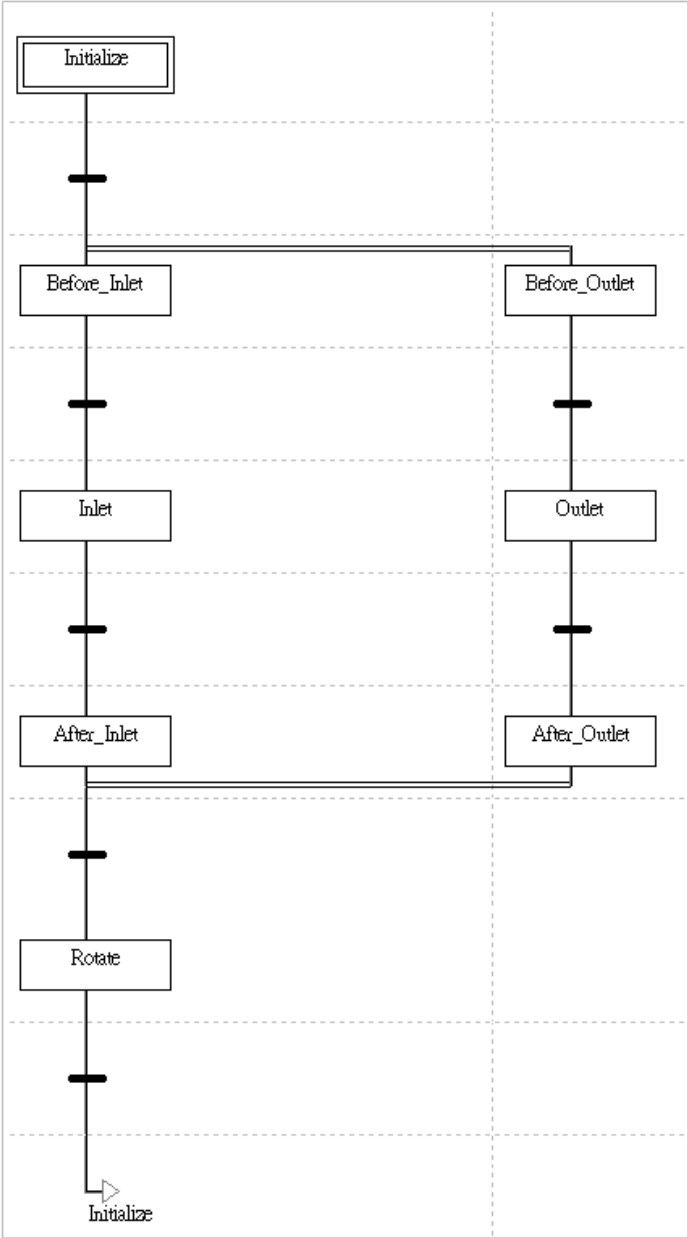 Initialize
Before_Inlet
Before_Outlet
Inlet
Outlet
After_Inlet
After_Outlet
Rotate
Initialize